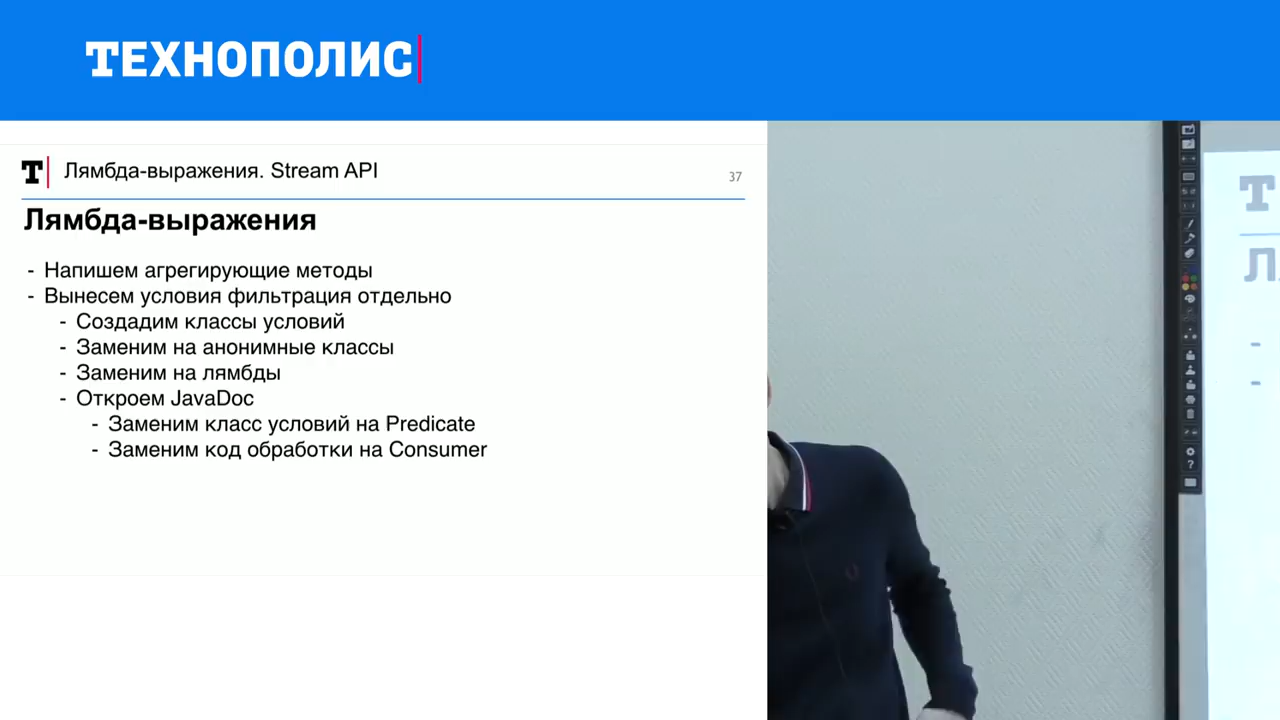 ТЕХНОПОЛИС
Т Лямбда-выражения. Stream API
37
Лямбда-выражения
- Напишем агрегирующие методы
- Вынесем условия фильтрация отдельно
- Создадим классы условий
- Заменим на анонимные классы
- Заменим на лямбды
- Откроем JavaDoc
- Заменим класс условий на Predicate
- Заменим код обработки на Consumer
Т
Л
-
-